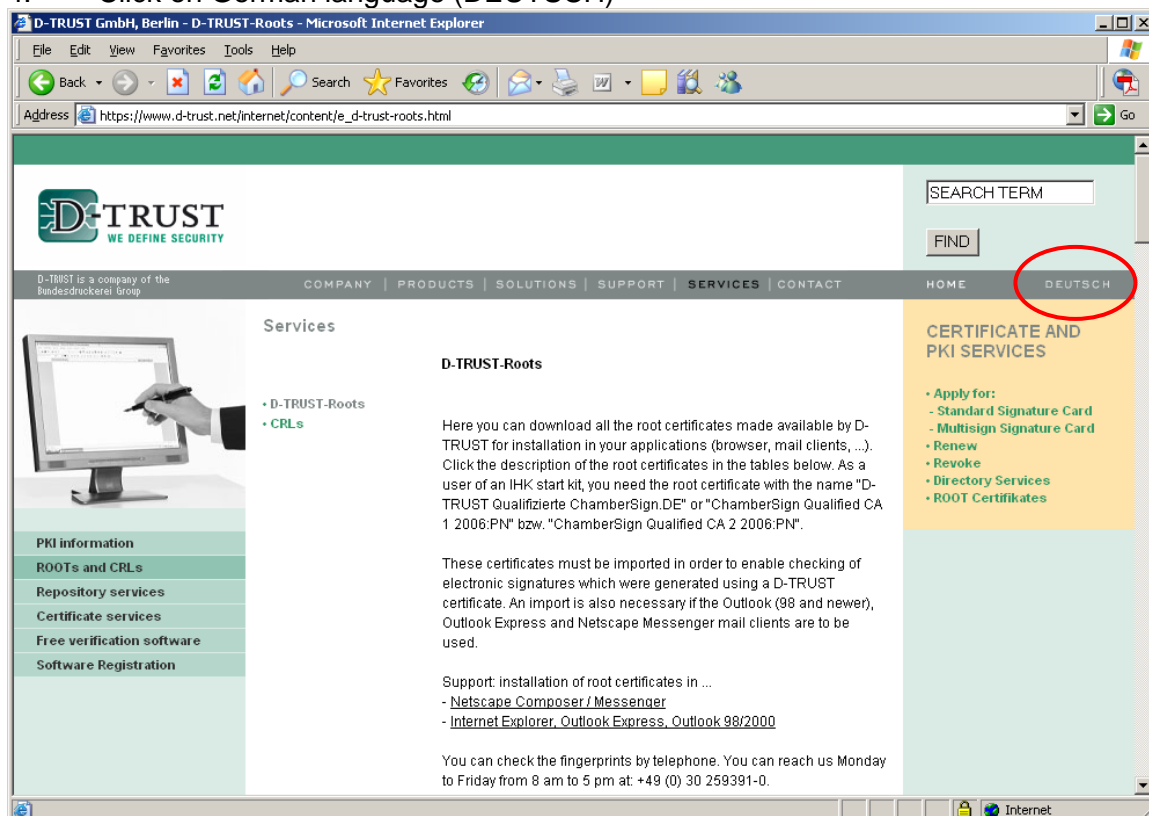 Click on German language (DEUTSCH)
D-TRUST GmbH, Berlin - D-TRUST-Roots - Microsoft Internet Explorer
File Edit View Favorites Tools Help
Back Search Favorites
Address https://www.d-trust.net/internet/content/e_d-trust-roots.html Go
D-TRUST
WE DEFINE SECURITY
SEARCH TERM
FIND
D-TRUST is a company of the
Bundesdruckerei Group
COMPANY | PRODUCTS | SOLUTIONS | SUPPORT | SERVICES | CONTACT
HOME DEUTSCH
Services
• D-TRUST-Roots
• CRLs
PKI information
ROOTs and CRLs
Repository services
Certificate services
Free verification software
Software Registration
D-TRUST-Roots
Here you can download all the root certificates made available by D-
TRUST for installation in your applications (browser, mail clients, ...).
Click the description of the root certificates in the tables below. As a
user of an IHK start kit, you need the root certificate with the name "D-
TRUST Qualifizierte ChamberSign.DE" or "ChamberSign Qualified CA
1 2006:PN" bzw. "ChamberSign Qualified CA 2 2006:PN".
These certificates must be imported in order to enable checking of
electronic signatures which were generated using a D-TRUST
certificate. An import is also necessary if the Outlook (98 and newer),
Outlook Express and Netscape Messenger mail clients are to be
used.
Support: installation of root certificates in ...
- Netscape Composer / Messenger
- Internet Explorer, Outlook Express, Outlook 98/2000
You can check the fingerprints by telephone. You can reach us Monday
to Friday from 8 am to 5 pm at: +49 (0) 30 259391-0.
CERTIFICATE AND
PKI SERVICES
• Apply for:
- Standard Signature Card
- Multisign Signature Card
• Renew
• Revoke
• Directory Services
• ROOT Certifikates
Internet